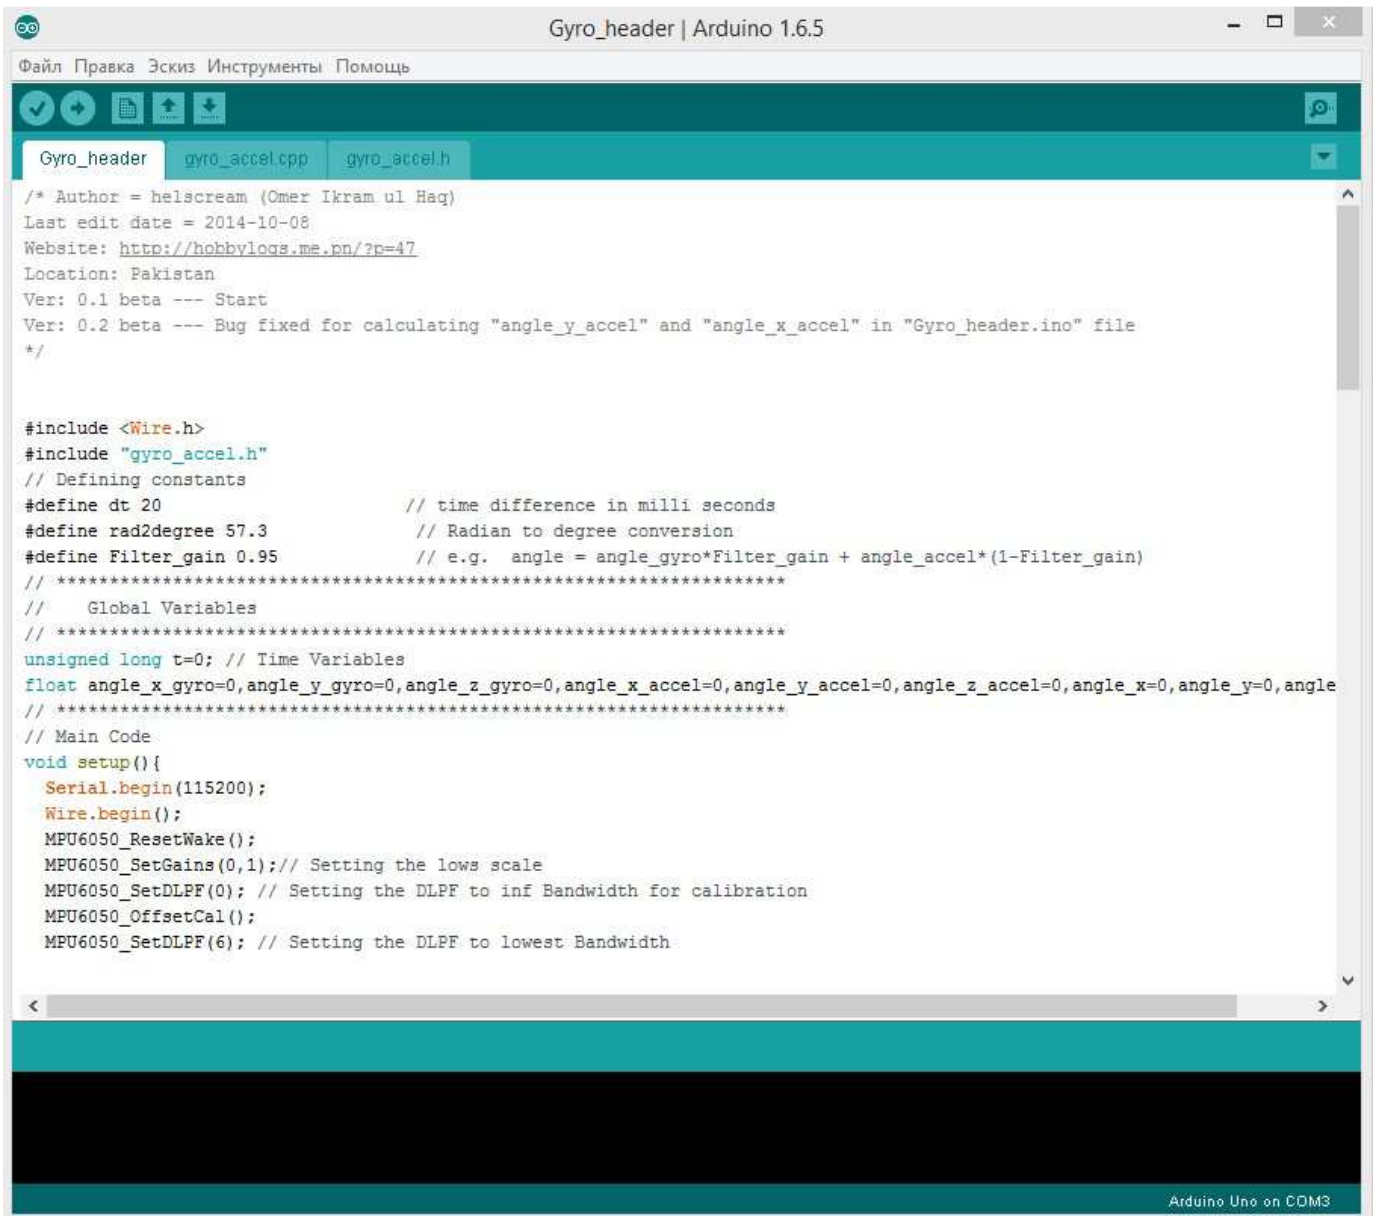 Gyro_header | Arduino 1.6.5
Файл Правка Эскиз Инструменты Помощь
Gyro_header gyro_accel.cpp gyro_accel.h
/* Author = helscream (Omer Ikram ul Haq)
Last edit date = 2014-10-08
Website: http://hobbylogs.me.pn/?p=47
Location: Pakistan
Ver: 0.1 beta --- Start
Ver: 0.2 beta --- Bug fixed for calculating "angle_y_accel" and "angle_x_accel" in "Gyro_header.ino" file
*/
#include <Wire.h>
#include "gyro_accel.h"
// Defining constants
#define dt 20 // time difference in milli seconds
#define rad2degree 57.3 // Radian to degree conversion
#define Filter_gain 0.95 // e.g. angle = angle_gyro*Filter_gain + angle_accel*(1-Filter_gain)
// *********************************************************************
// Global Variables
// *********************************************************************
unsigned long t=0; // Time Variables
float angle_x_gyro=0,angle_y_gyro=0,angle_z_gyro=0,angle_x_accel=0,angle_y_accel=0,angle_z_accel=0,angle_x=0,angle_y=0,angle
// *********************************************************************
// Main Code
void setup(){
Serial.begin(115200);
Wire.begin();
MPU6050_ResetWake();
MPU6050_SetGains(0,1);// Setting the lows scale
MPU6050_SetDLPF(0); // Setting the DLPF to inf Bandwidth for calibration
MPU6050_OffsetCal();
MPU6050_SetDLPF(6); // Setting the DLPF to lowest Bandwidth
Arduino Uno on COM3